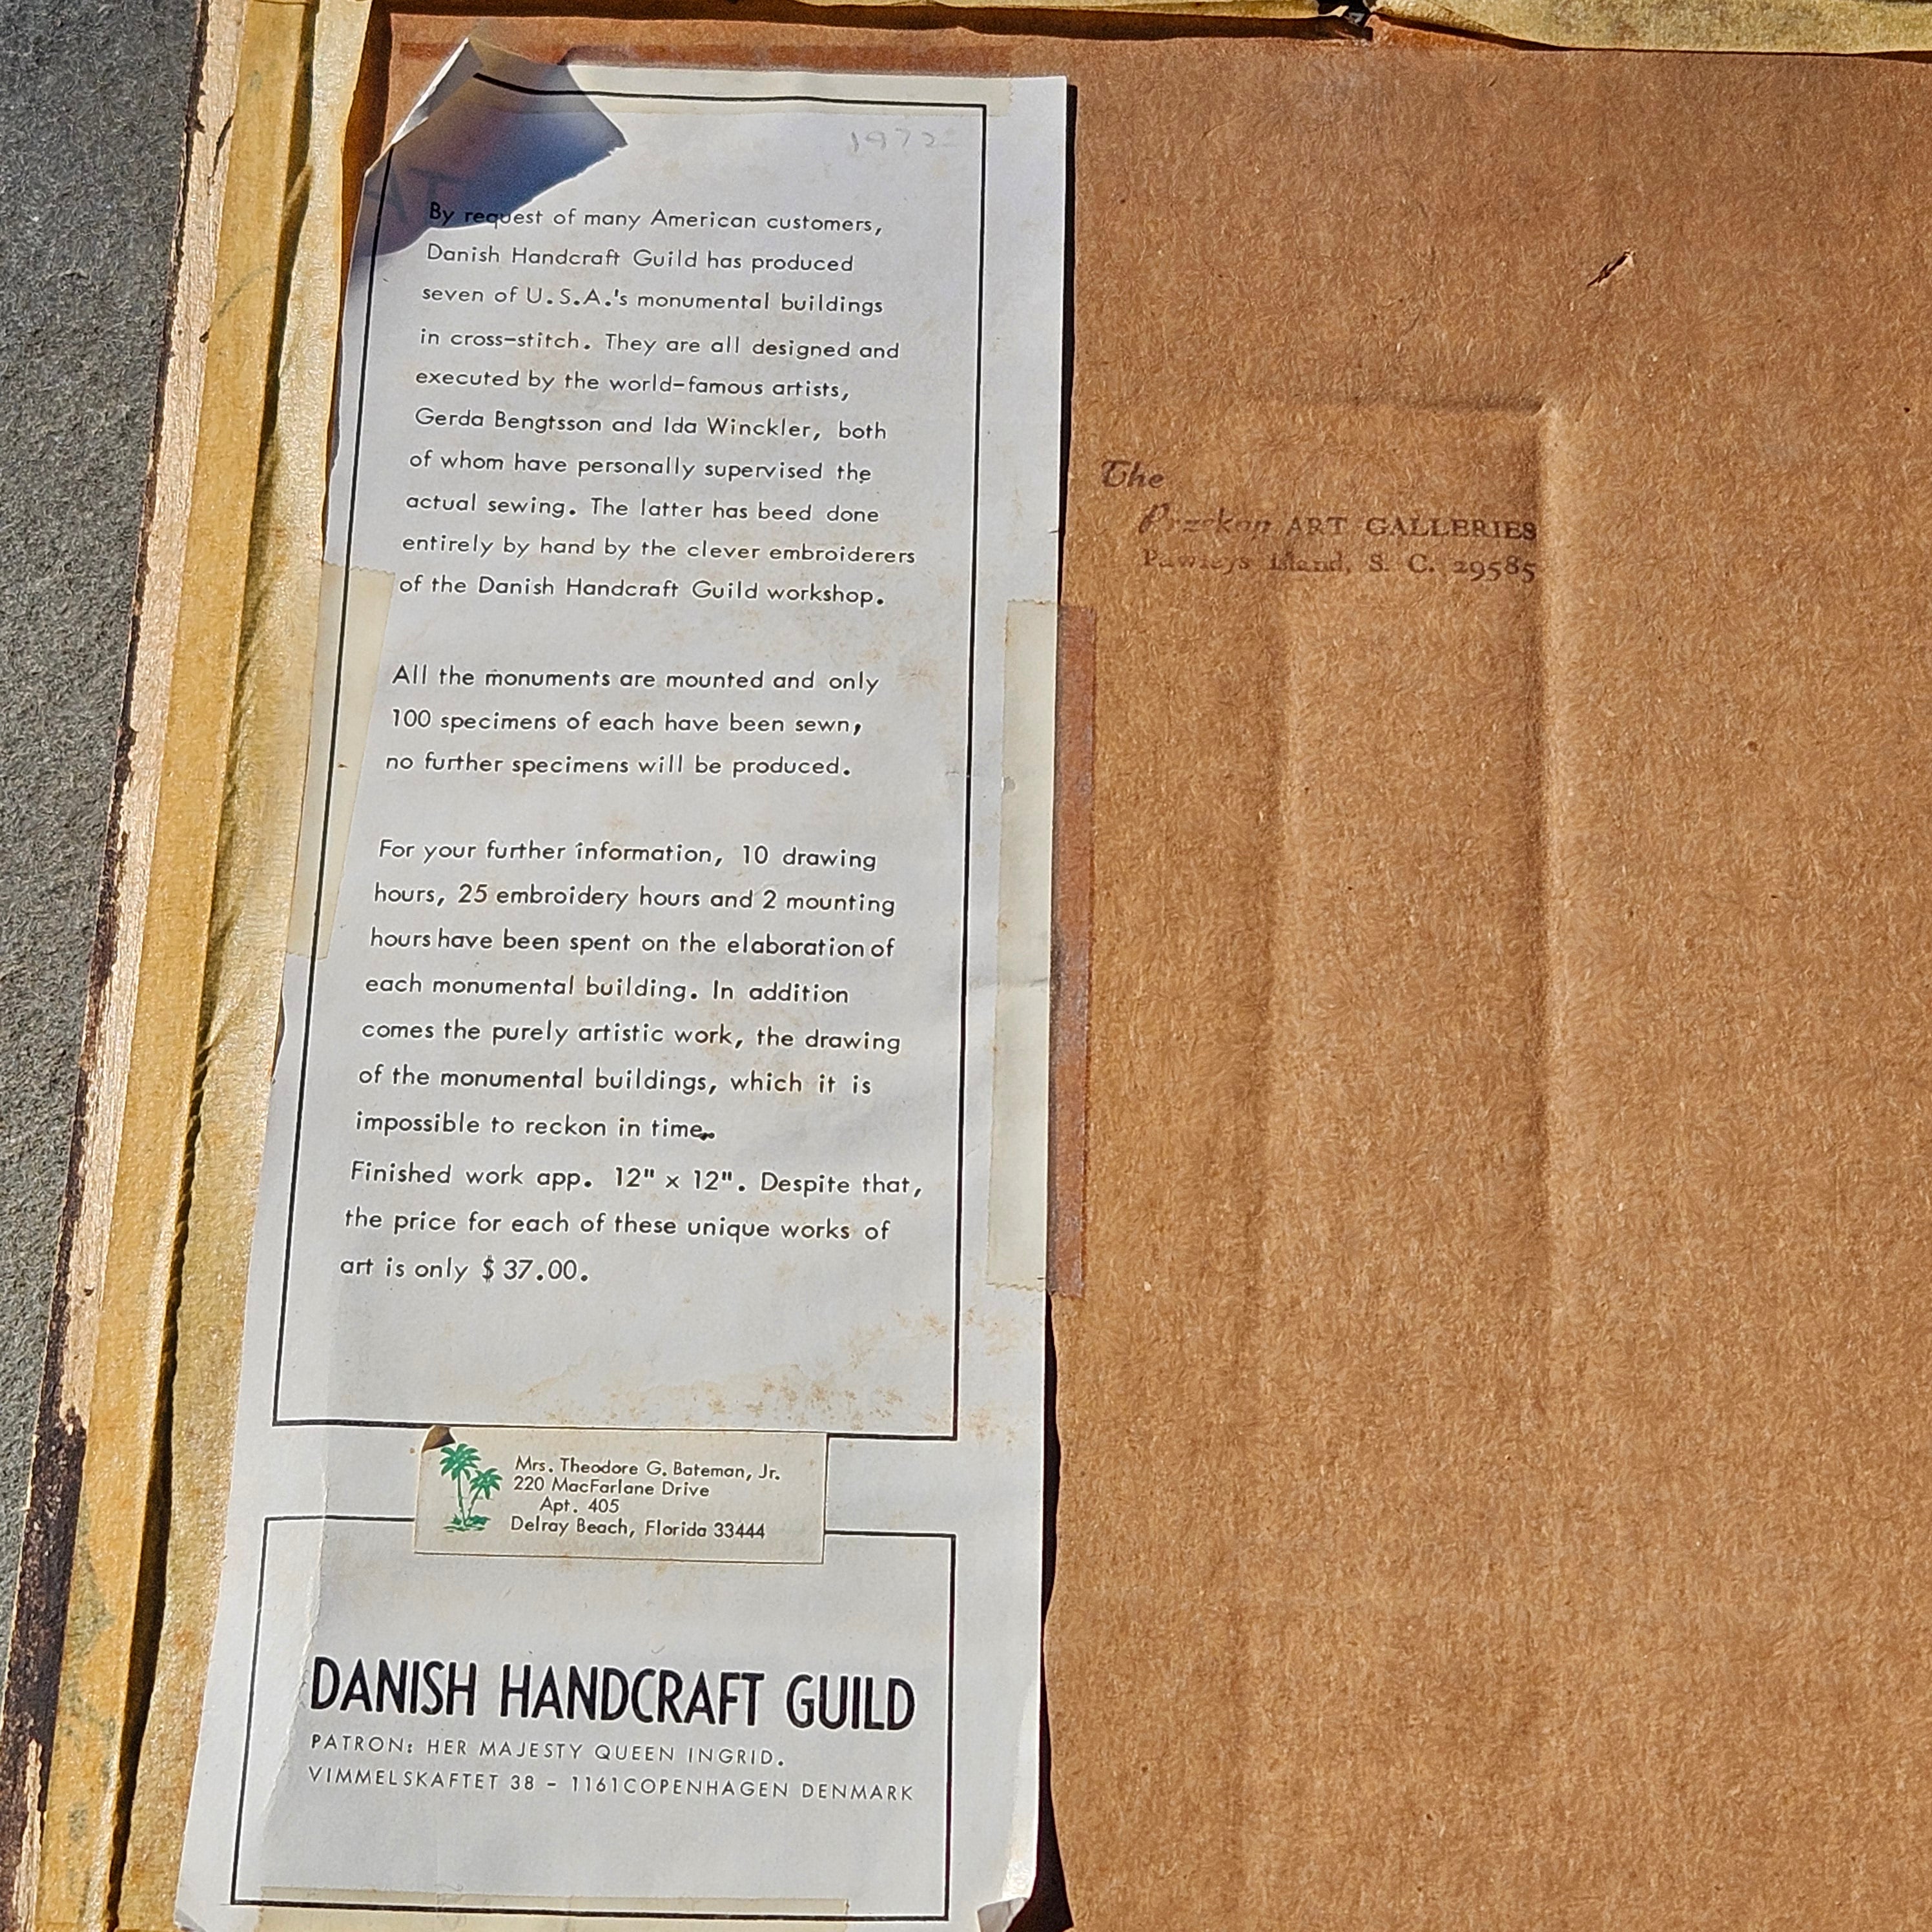 1972
By request of many American customers,
Danish Handcraft Guild has produced
seven of U.S.A.'s monumental buildings
in cross-stitch. They are all designed and
executed by the world-famous artists,
Gerda Bengtsson and Ida Winckler, both
of whom have personally supervised the
actual sewing. The latter has beed done
entirely by hand by the clever embroiderers
of the Danish Handcraft Guild workshop.
All the monuments are mounted and only
100 specimens of each have been sewn,
no further specimens will be produced.
For your further information, 10 drawing
hours, 25 embroidery hours and 2 mounting
hours have been spent on the elaboration of
each monumental building. In addition
comes the purely artistic work, the drawing
of the monumental buildings, which it is
impossible to reckon in time.
Finished work app. 12" x 12". Despite that,
the price for each of these unique works of
art is only $ 37.00.
Mrs. Theodore G. Bateman, Jr.
220 MacFarlane Drive
Apt. 405
Delray Beach, Florida 33444
DANISH HANDCRAFT GUILD
PATRON: HER MAJESTY QUEEN INGRID.
VIMMELSKAFTET 38 - 1161 COPENHAGEN DENMARK
The
ART GALLERIES
Pawleys Island, S. C. 29585